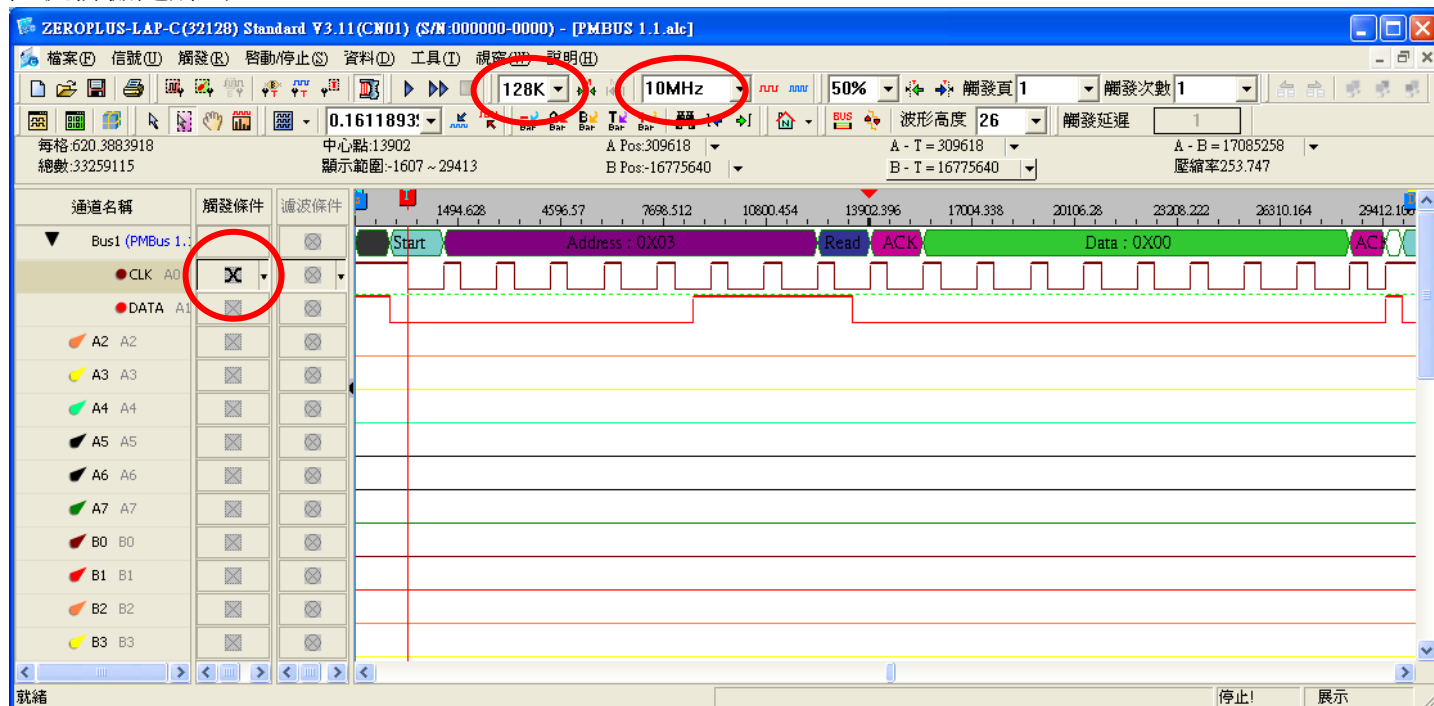 ZEROPLUS-LAP-C(32128) Standard V3.11(CN01) (S/N:000000-0000) - [PMBUS 1.1.alc]
檔案(F) 信號(U) 觸發(R) 啓動/停止(S) 資料(D) 工具(T) 視窗(W) 説明(H)
128K 10MHz 50% 觸發頁 1 觸發次數 1
Bar Bar Bar Bar Bar BUS 波形高度 26 觸發延遲 1
每格:620.3883918 中心點:13902 A Pos:309618 A - T = 309618 A - B = 17085258
總數:33259115 顯示範圍:-1607 ~ 29413 B Pos:-16775640 B - T = 16775640 壓縮率253.747
通道名稱 觸發條件 濾波條件 1494.628 4596.57 7698.512 10800.454 13902.396 17004.338 20106.28 23208.222 26310.164
Bus1 (PMBus 1. Start Address : 0X03 Read ACK Data : 0X00
CLK A0
DATA A1
A2 A2
A3 A3
A4 A4
A5 A5
A6 A6
A7 A7
B0 B0
B1 B1
B2 B2
B3 B3
就緒 停止! 展示